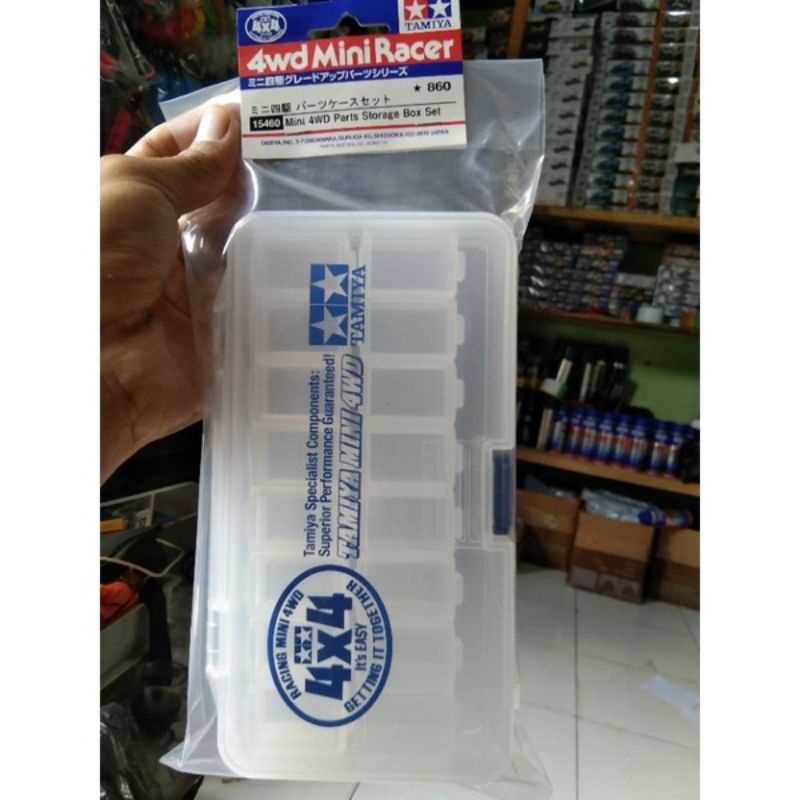 4x4
TAMIYA
4wd Mini Racer
ミニ四駆グレードアップパーツシリーズ
★ 860
ミニ四駆 パーツケースセット
15460 Mini 4WD Parts Storage Box Set
TAMIYA
Tamiya Specialist Components:
Superior Performance Guaranteed!
TAMIYA MINI 4WD
RACING MINI 4WD
4x4
It's EASY
GETTING IT TOGETHER